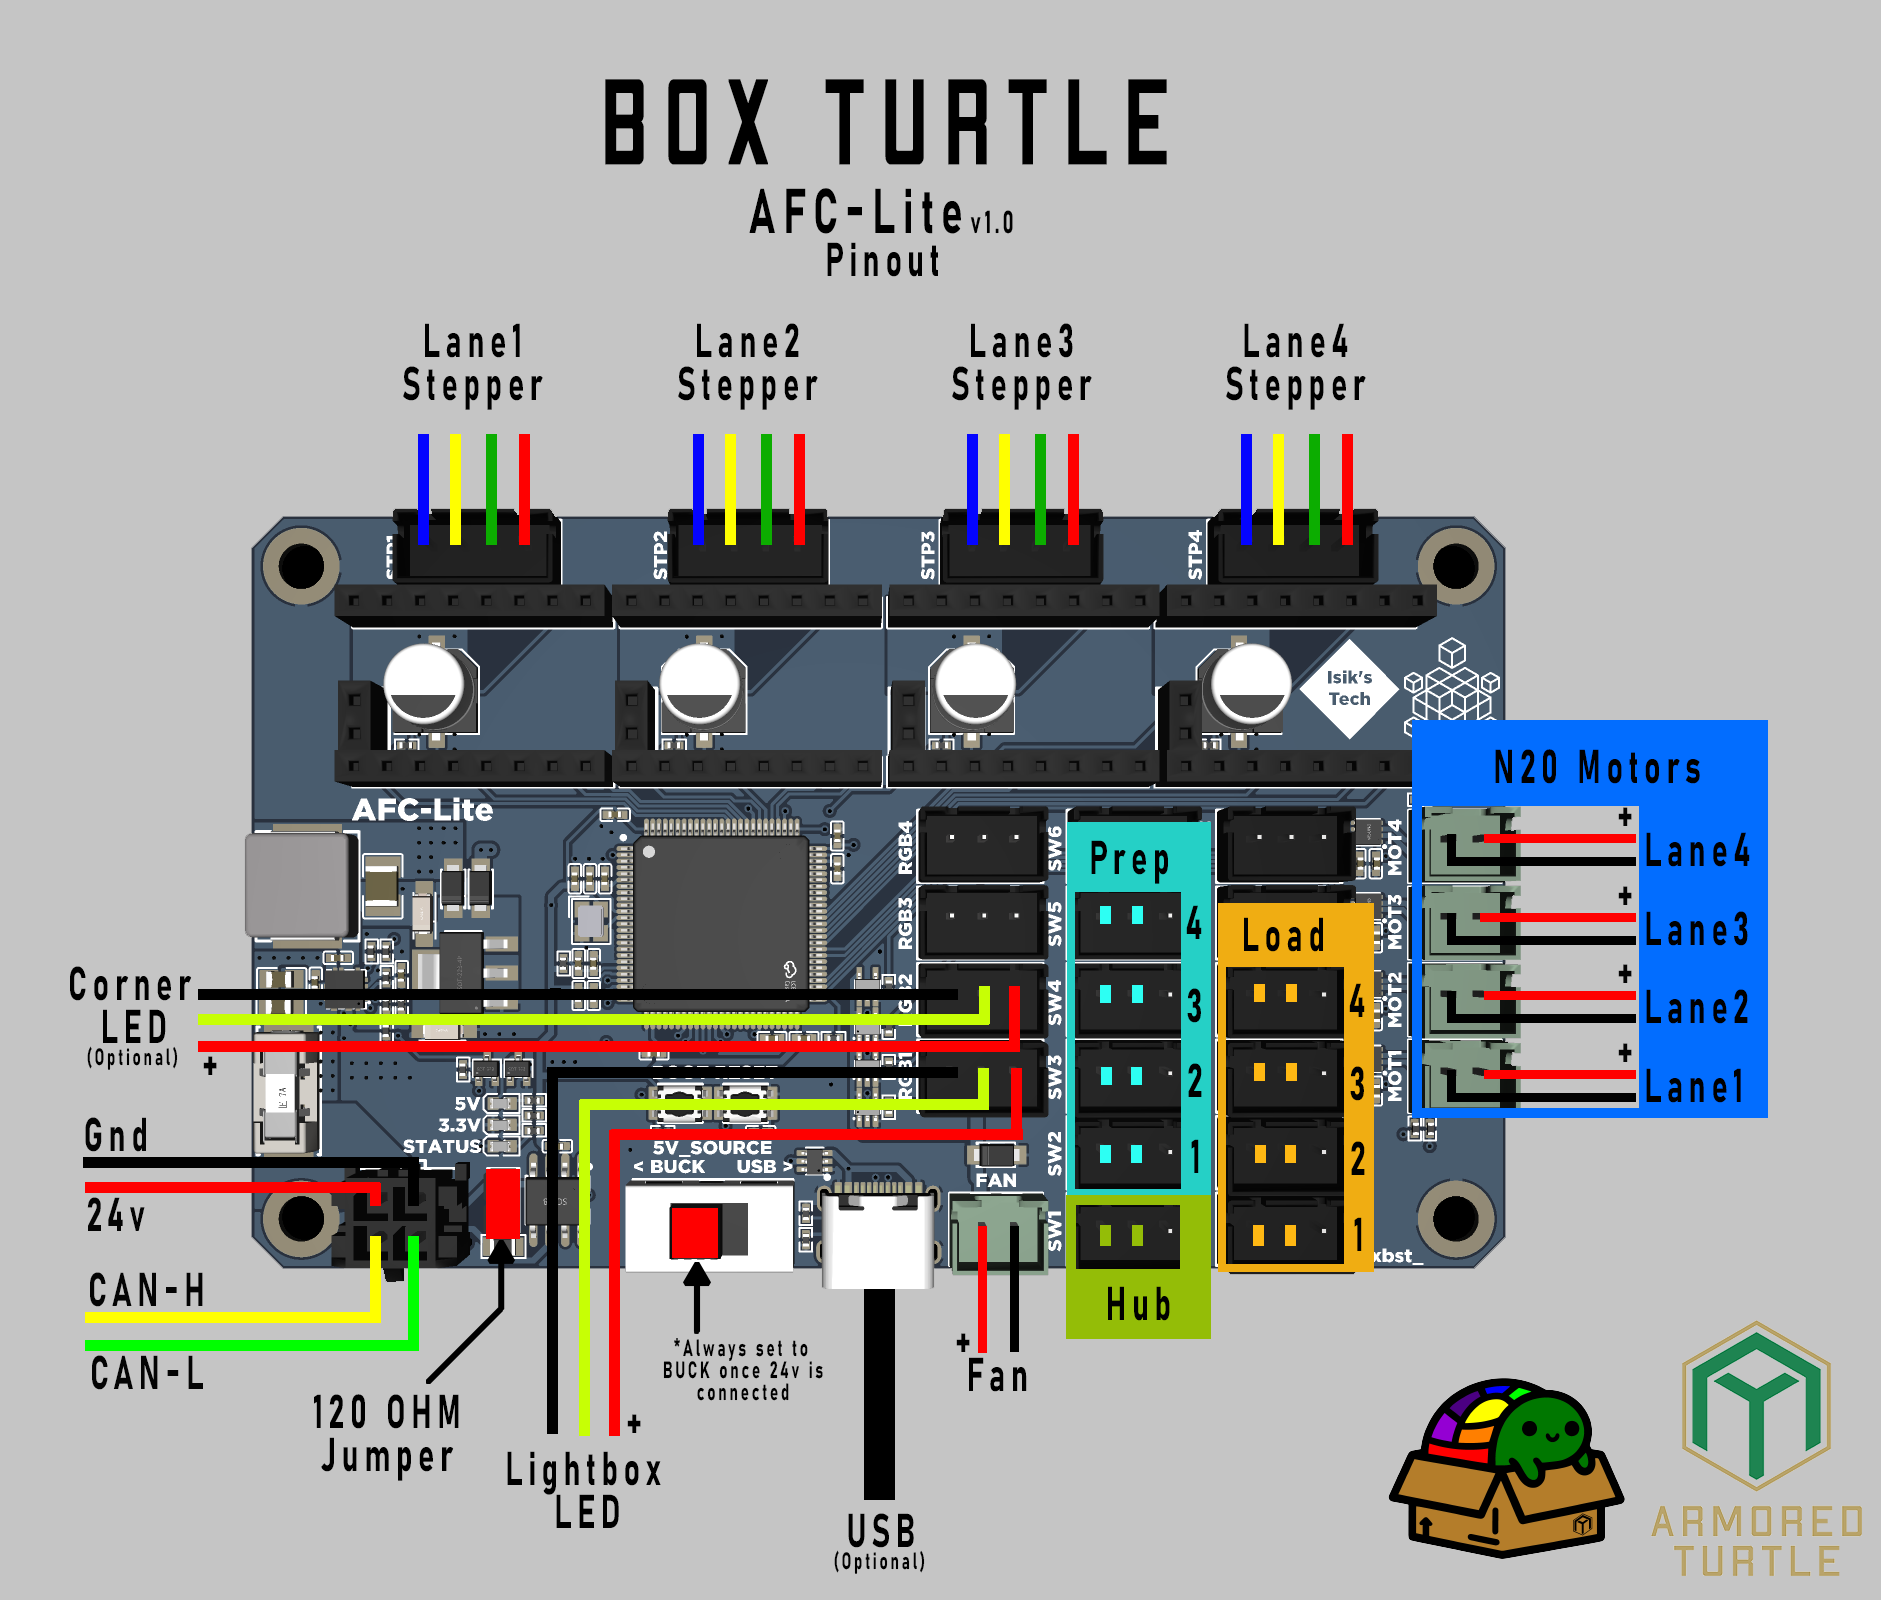 BOX TURTLE
AFC-Lite v1.0
Pinout
Lane1
Stepper
Lane2
Stepper
Lane3
Stepper
Lane4
Stepper
STP1
STP2
STP3
STP4
Isik's
Tech
N20 Motors
AFC-Lite
RGB4
SW6
Prep
MOT4
+
Lane4
RGB3
SW5
4
Load
MOT3
+
Lane3
Corner
LED
(Optional)
+
SW4
3
4
MOT2
+
Lane2
RGB1
SW3
2
3
MOT1
+
Lane1
5V
3.3V
STATUS
5V_SOURCE
< BUCK
USB >
SW2
1
2
Gnd
24v
FAN
SW1
1
xbst_
CAN-H
CAN-L
Hub
120 OHM
Jumper
*Always set to
BUCK once 24v is
connected
+
Fan
+
Lightbox
LED
USB
(Optional)
ARMORED
TURTLE